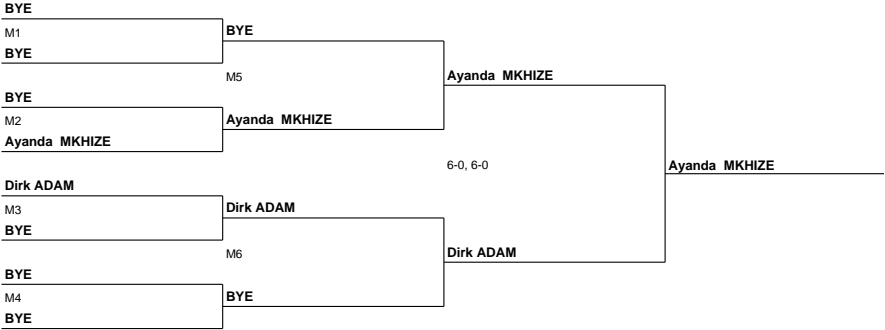 BYE
M1
BYE
BYE
M5
BYE
M2
Ayanda MKHIZE
Ayanda MKHIZE
Ayanda MKHIZE
6-0, 6-0
Ayanda MKHIZE
Dirk ADAM
M3
BYE
Dirk ADAM
M6
Dirk ADAM
BYE
M4
BYE
BYE